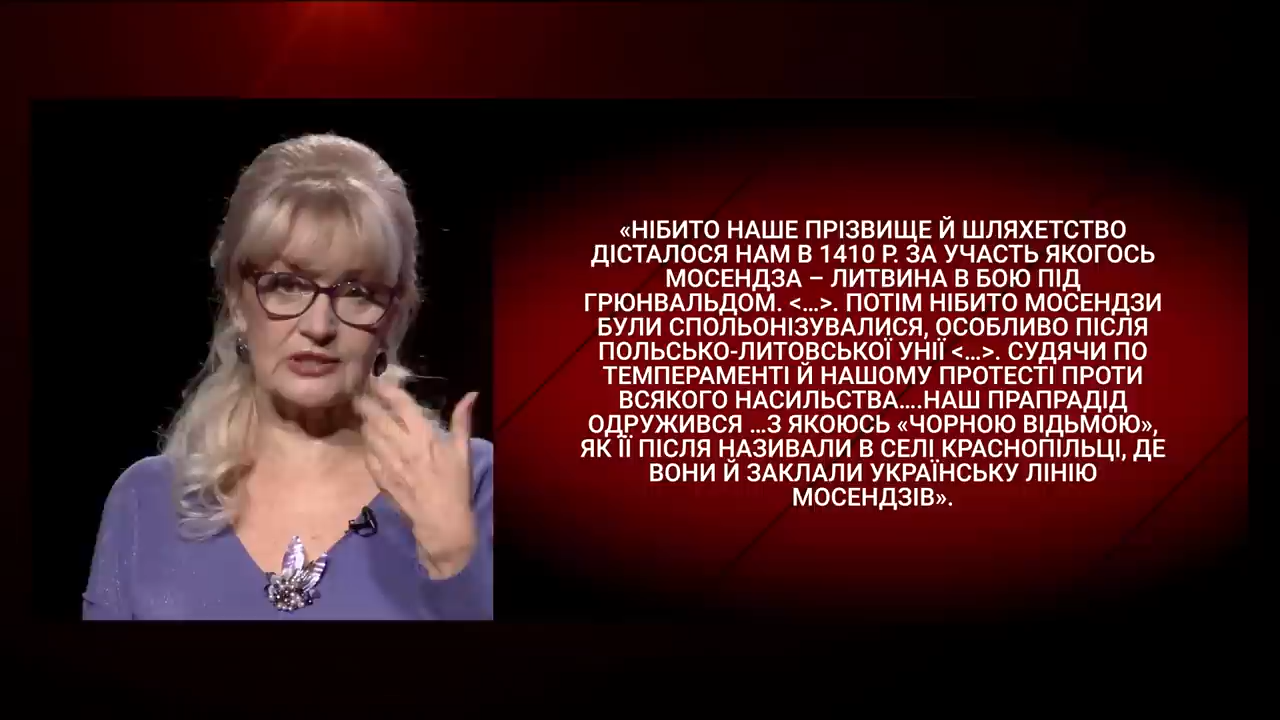 «НІБИТО НАШЕ ПРІЗВИЩЕ Й ШЛЯХЕТСТВО
ДІСТАЛОСЯ НАМ В 1410 Р. ЗА УЧАСТЬ ЯКОГОСЬ
МОСЕНДЗА – ЛИТВИНА В БОЮ ПІД
ГРЮНВАЛЬДОМ. <...>. ПОТІМ НІБИТО МОСЕНДЗИ
БУЛИ СПОЛЬОНІЗУВАЛИСЯ, ОСОБЛИВО ПІСЛЯ
ПОЛЬСЬКО-ЛИТОВСЬКОЇ УНІЇ <...>. СУДЯЧИ ПО
ТЕМПЕРАМЕНТІ Й НАШОМУ ПРОТЕСТІ ПРОТИ
ВСЯКОГО НАСИЛЬСТВА....НАШ ПРАПРАДІД
ОДРУЖИВСЯ ...З ЯКОЮСЬ «ЧОРНОЮ ВІДЬМОЮ»,
ЯК ЇЇ ПІСЛЯ НАЗИВАЛИ В СЕЛІ КРАСНОПІЛЬЦІ, ДЕ
ВОНИ Й ЗАКЛАЛИ УКРАЇНСЬКУ ЛІНІЮ
МОСЕНДЗІВ».